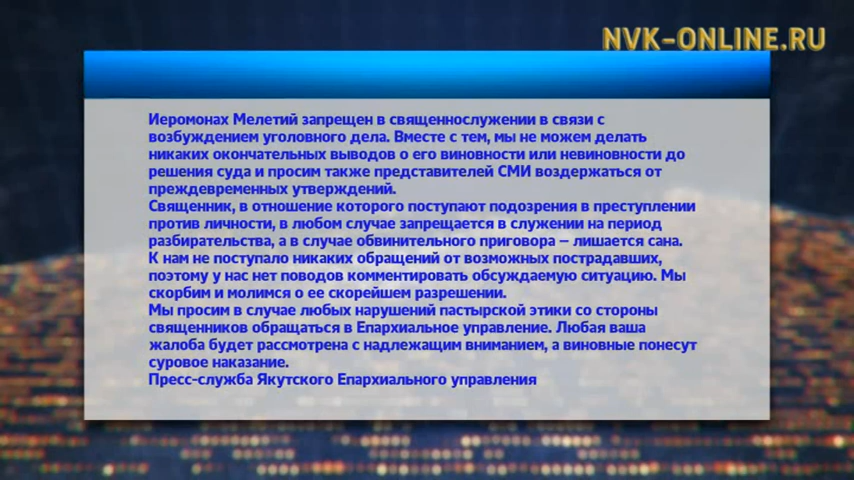 NVK-ONLINE.RU
Иеромонах Мелетий запрещен в священнослужении в связи с
возбуждением уголовного дела. Вместе с тем, мы не можем делать
никаких окончательных выводов о его виновности или невиновности до
решения суда и просим также представителей СМИ воздержаться от
преждевременных утверждений.
Священник, в отношение которого поступают подозрения в преступлении
против личности, в любом случае запрещается в служении на период
разбирательства, а в случае обвинительного приговора – лишается сана.
К нам не поступало никаких обращений от возможных пострадавших,
поэтому у нас нет поводов комментировать обсуждаемую ситуацию. Мы
скорбим и молимся о ее скорейшем разрешении.
Мы просим в случае любых нарушений пастырской этики со стороны
священников обращаться в Епархиальное управление. Любая ваша
жалоба будет рассмотрена с надлежащим вниманием, а виновные понесут
суровое наказание.
Пресс-служба Якутского Епархиального управления